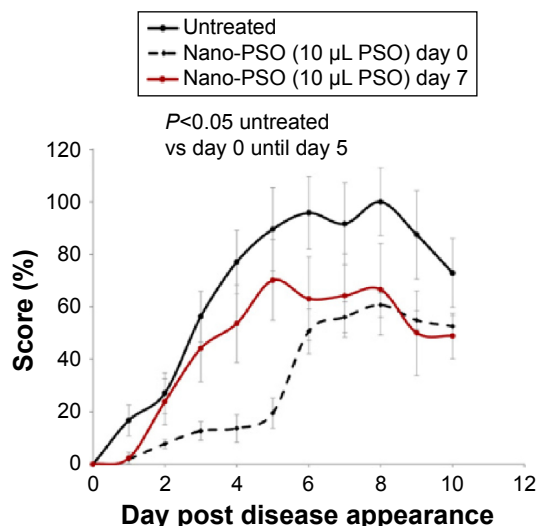 Untreated
Nano-PSO (10 µL PSO) day 0
Nano-PSO (10 µL PSO) day 7
P<0.05 untreated
vs day 0 until day 5
120
100
80
60
40
20
0
Score (%)
0 2 4 6 8 10 12
Day post disease appearance